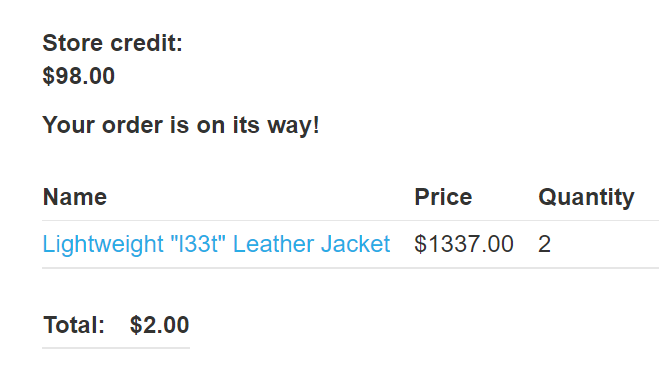 Store credit:
$98.00
Your order is on its way!
Name Price Quantity
Lightweight "l33t" Leather Jacket $1337.00 2
Total: $2.00